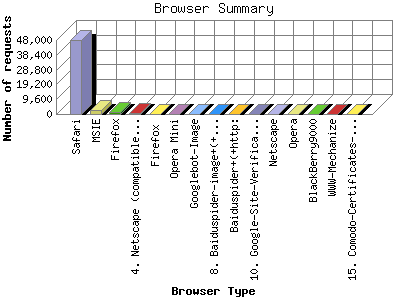 Browser Summary
Number of requests
48,000
38,400
28,800
19,200
9,600
0
Safari
MSIE
Firefox
4. Netscape (compatible...
Firefox
Opera Mini
Googlebot-Image
8. Baiduspider-image+(+...
Baiduspider+(+http:
10. Google-Site-Verifica...
Netscape
Opera
BlackBerry9000
WWW-Mechanize
15. Comodo-Certificates-...
Browser Type